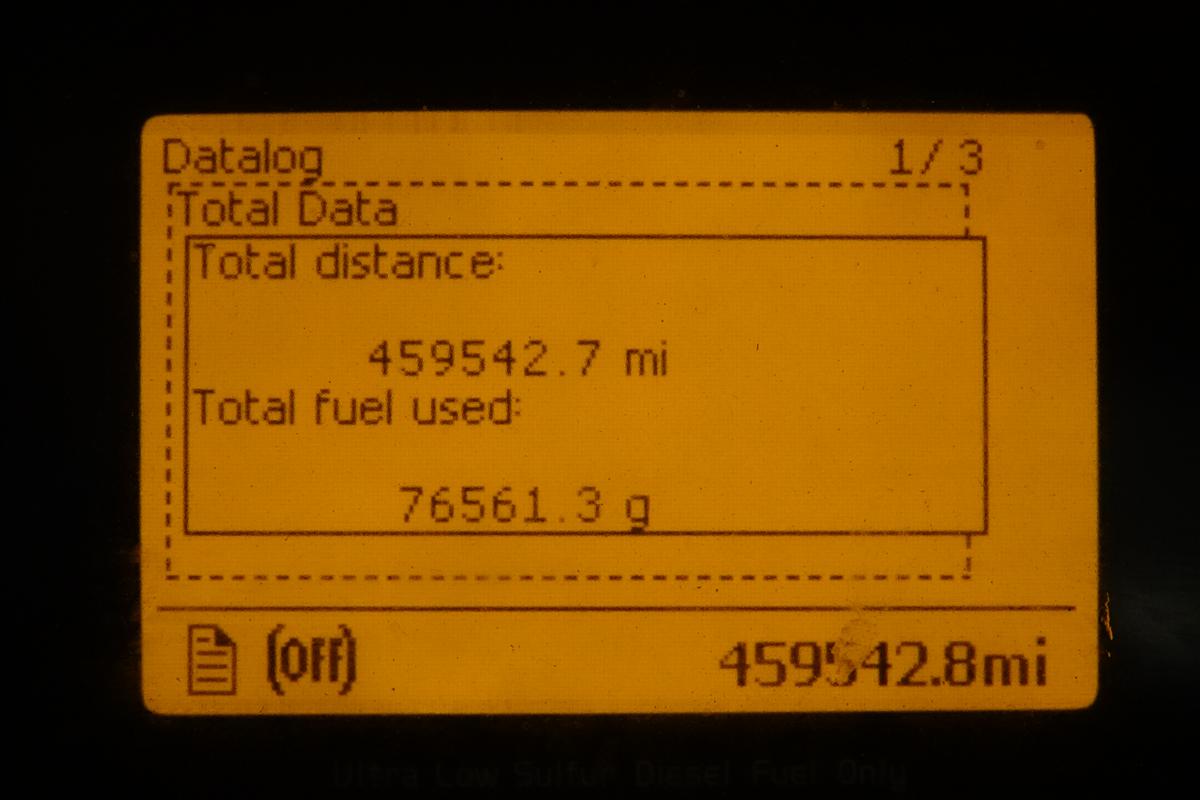 Datalog 1/3
Total Data
Total distance:
459542.7 mi
Total fuel used:
76561.3 g
(OFF) 459542.8mi
Ultra Low Sulfur Diesel Fuel Only